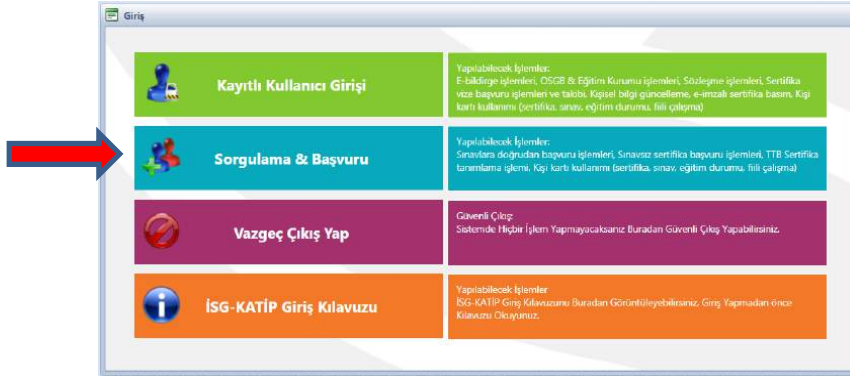 Giriş
Kayıtlı Kullanıcı Girişi
Yapılabilecek İşlemler:
E-bildirge işlemleri, OSGB & Eğitim Kurumu işlemleri, Sözleşme işlemleri, Sertifika
vize başvuru işlemleri ve talebi, Kişisel bilgi güncelleme, e-imzalı sertifika basım, Kişi
kartı kullanımı (sertifika, sınav, eğitim durumu, fiili çalışma)
Sorgulama & Başvuru
Yapılabilecek İşlemler:
Sınavlara doğrudan başvuru işlemleri, Sınavsız sertifika başvuru işlemleri, TTB Sertifika
tanımlama işlemi, Kişi kartı kullanımı (sertifika, sınav, eğitim durumu, fiili çalışma)
Vazgeç Çıkış Yap
Güvenli Çıkış:
Sistemde Hiçbir İşlem Yapmayacaksanız Buradan Güvenli Çıkış Yapabilirsiniz.
İSG-KATİP Giriş Kılavuzu
Yapılabilecek İşlemler
İSG-KATİP Giriş Kılavuzunu Buradan Görüntüleyebilirsiniz. Giriş Yapmadan önce
Kılavuzu Okuyunuz.